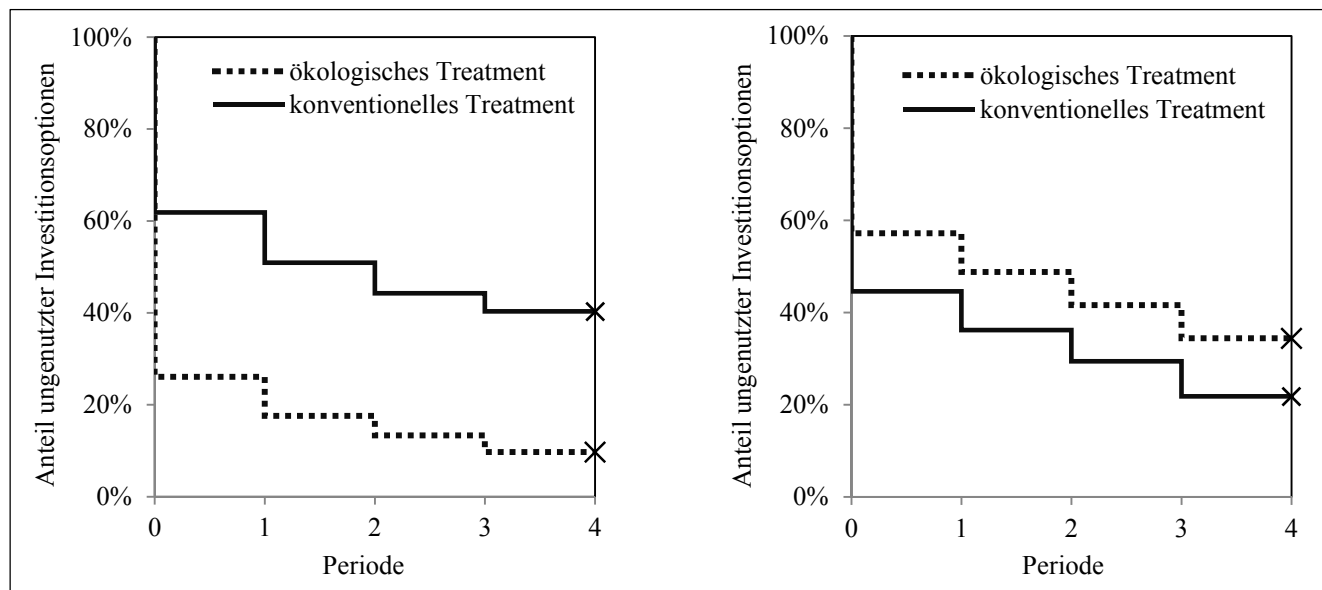 Anteil ungenutzter Investitionsoptionen
100%
80%
60%
40%
20%
0%
ökologisches Treatment
konventionelles Treatment
0 1 2 3 4
Periode
Anteil ungenutzter Investitionsoptionen
100%
80%
60%
40%
20%
0%
ökologisches Treatment
konventionelles Treatment
0 1 2 3 4
Periode